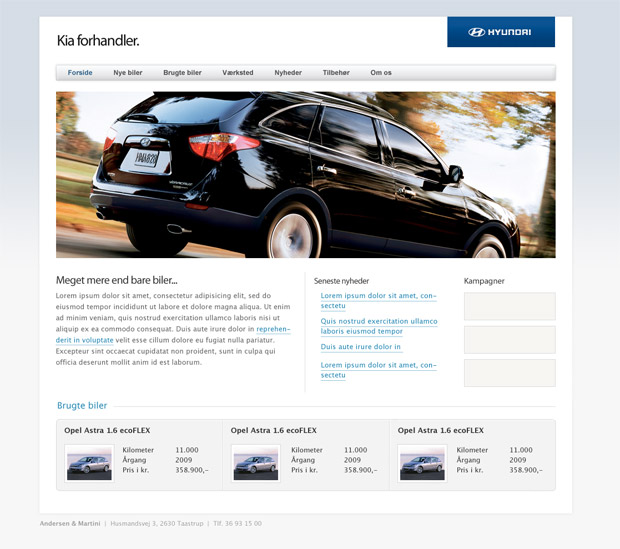 Kia forhandler.
HYUNDAI
Forside Nye biler Brugte biler Værksted Nyheder Tilbehør Om os
Meget mere end bare biler...
Lorem ipsum dolor sit amet, consectetur adipisicing elit, sed do
eiusmod tempor incididunt ut labore et dolore magna aliqua. Ut enim
ad minim veniam, quis nostrud exercitation ullamco laboris nisi ut
aliquip ex ea commodo consequat. Duis aute irure dolor in reprehen-
derit in voluptate velit esse cillum dolore eu fugiat nulla pariatur.
Excepteur sint occaecat cupidatat non proident, sunt in culpa qui
officia deserunt mollit anim id est laborum.
Seneste nyheder
Lorem ipsum dolor sit amet, con-
sectetu
Quis nostrud exercitation ullamco
laboris eiusmod tempor
Duis aute irure dolor in
Lorem ipsum dolor sit amet, con-
sectetu
Kampagner
Brugte biler
Opel Astra 1.6 ecoFLEX
Kilometer 11.000
Årgang 2009
Pris i kr. 358.900,-
Opel Astra 1.6 ecoFLEX
Kilometer 11.000
Årgang 2009
Pris i kr. 358.900,-
Opel Astra 1.6 ecoFLEX
Kilometer 11.000
Årgang 2009
Pris i kr. 358.900,-
Andersen & Martini | Husmandsvej 3, 2630 Taastrup | Tlf. 36 93 15 00